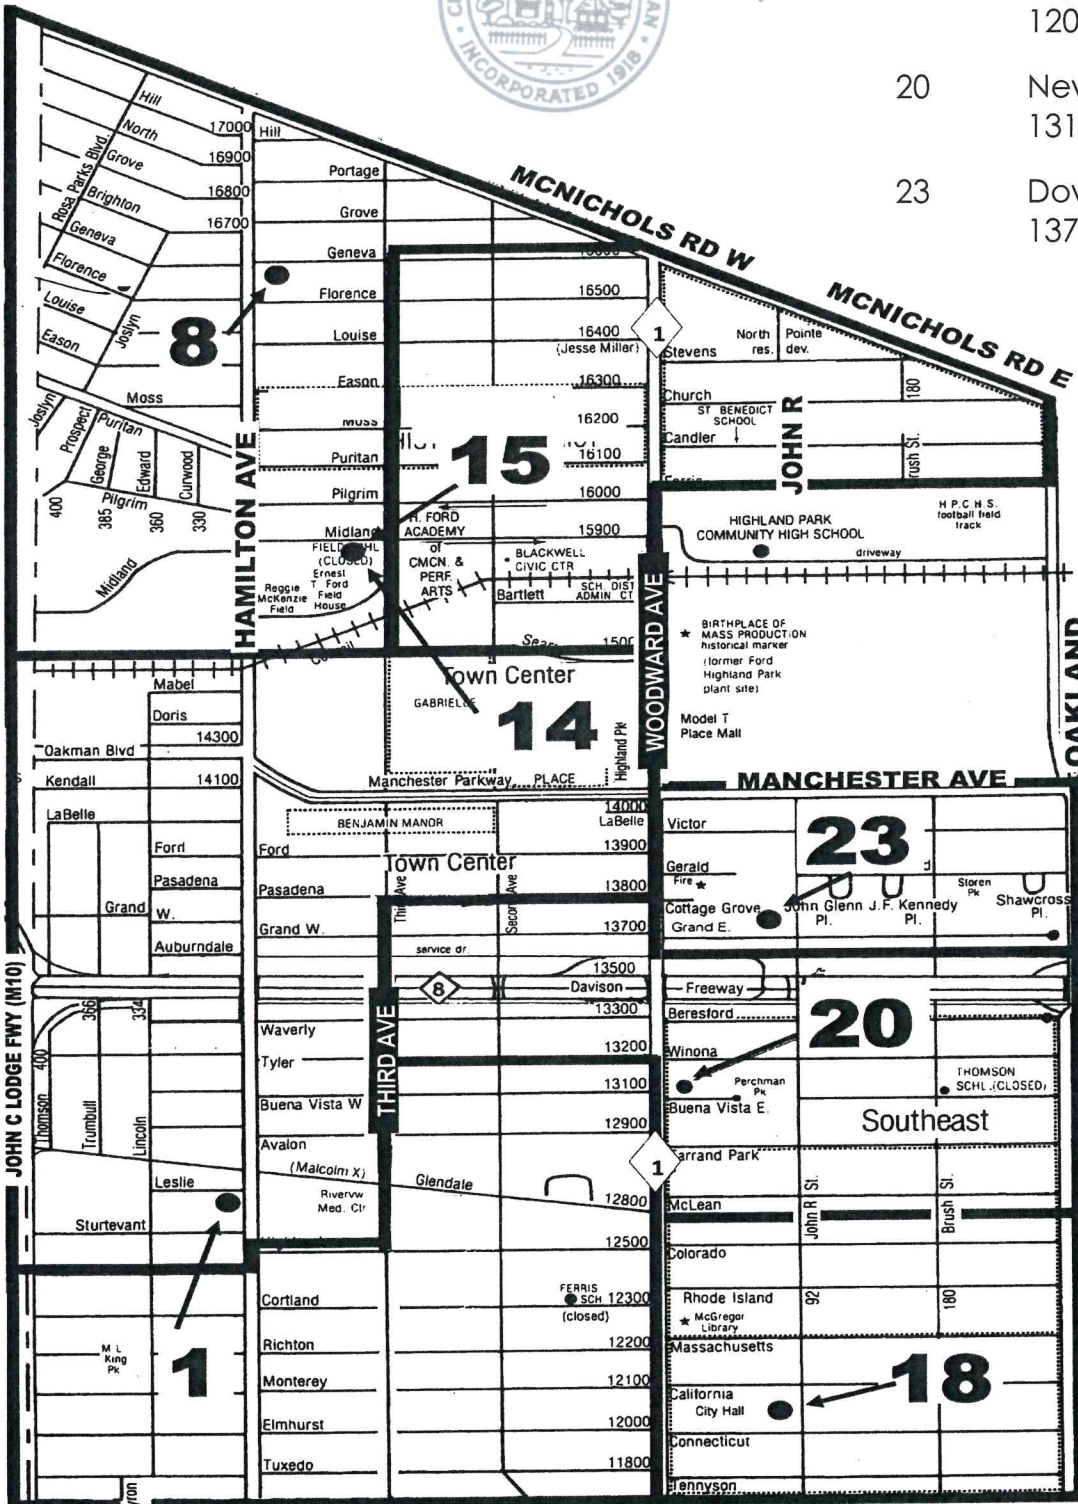 120
INCORPORATED 1918
20
131
23
137
MCNICHOLS RD W
MCNICHOLS RD E
Hill
North
Grove
Brighton
Geneva
Florence
Louise
Eason
Rosa Parks Blvd.
Joslyn
17000
16900
16800
16700
Hill
Portage
Grove
Geneva
Florence
Louise
Eason
Moss
Puritan
Pilgrim
Midland
8
16500
16400
(Jesse Miller)
16300
16200
16100
16000
15900
1
Stevens
North
res.
Pointe
dev.
Church
180
ST BENEDICT
SCHOOL
Candler
JOHN R
Moss
Joslyn
Prospect
Puritan
George
Edward
Curwood
Pilgrim
400
385
360
330
Midland
HAMILTON AVE
15
H. FORD
ACADEMY
of
CMCN. &
PERF.
ARTS
(CLOSED)
Ernest
T Ford
Field
House
Reggie
McKenzie
Field
BLACKWELL
CIVIC CTR
Bartlett
SCH. DIST
ADMIN CT
HIGHLAND PARK
COMMUNITY HIGH SCHOOL
H P.C H S.
football field
track
driveway
WOODWARD AVE
★ BIRTHPLACE OF
MASS PRODUCTION
historical marker
(former Ford
Highland Park
plant site)
Model T
Place Mall
OAKLAND
Town Center
14
Highland Pk
Mabel
Doris
14300
Oakman Blvd
Kendall
14100
Manchester Parkway
PLACE
MANCHESTER AVE
LaBelle
BENJAMIN MANOR
14000
LaBelle
Victor
23
Ford
Ford
Town Center
13900
Gerald
Fire ★
Storen
Pk
Pasadena
Pasadena
Third Ave
Second Ave
13800
Grand
W.
Grand W.
13700
Cottage Grove
Grand E.
John Glenn
Pl.
J.F. Kennedy
Pl.
Shawcross
Pl.
Auburndale
service dr.
13500
8
Davison
Freeway
13300
Beresford
JOHN C LODGE FWY (M10)
366
334
400
Thomson
Trumbull
Lincoln
Waverly
Tyler
Buena Vista W
Avalon
THIRD AVE
13200
13100
12900
20
Winona
Perchman
Pk
Buena Vista E.
THOMSON
SCHL.(CLOSED)
Southeast
1
Farrand Park
(Malcolm X)
Glendale
Leslie
Rivervw
Med. Ctr
12800
McLean
John R St.
Brush St.
Sturtevant
12500
Colorado
Cortland
FERRIS
SCH
(closed)
12300
Rhode Island
92
180
★ McGregor
Library
M L
King
Pk
1
Richton
12200
Massachusetts
Monterey
12100
California
City Hall
18
Elmhurst
12000
Connecticut
Tuxedo
11800
Tennyson